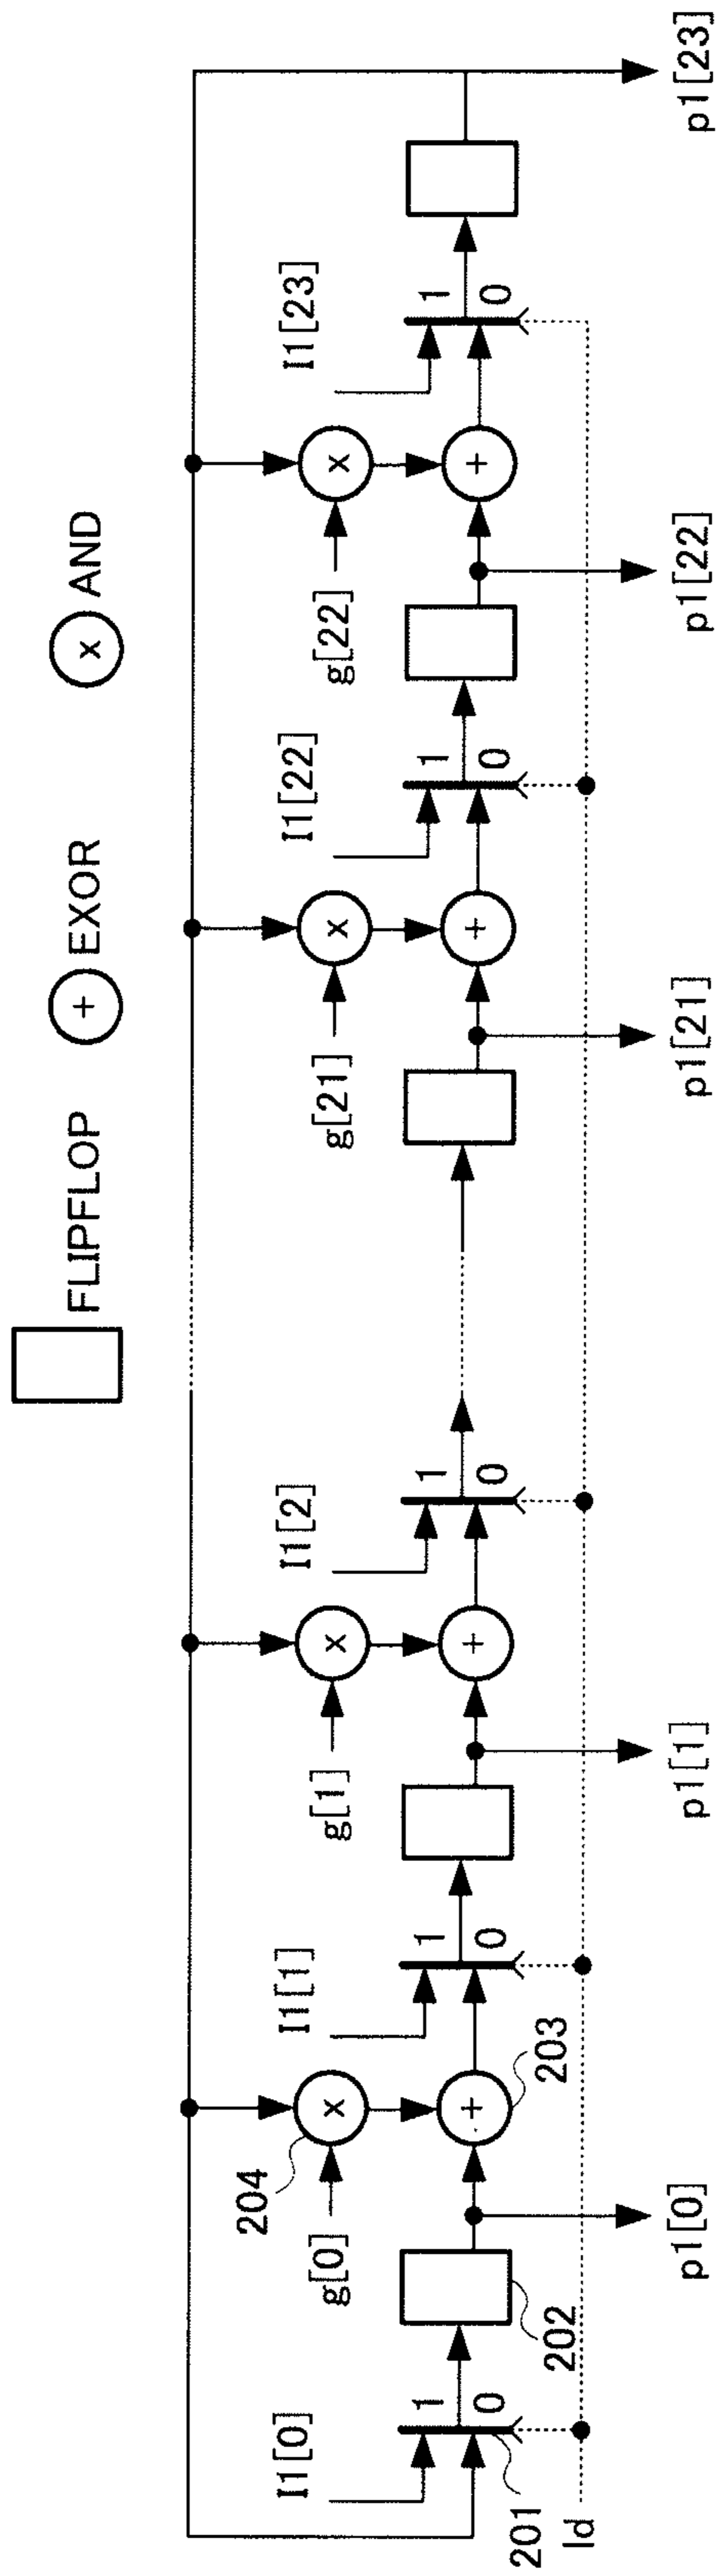 FLIPFLOP
+ EXOR
x AND
I1[0]
I1[1]
I1[2]
I1[22]
I1[23]
204
g[0]
g[1]
g[21]
g[22]
x
x
x
x
+
+
+
+
203
1
0
1
0
1
0
1
0
1
0
201
202
ld
p1[0]
p1[1]
p1[21]
p1[22]
p1[23]